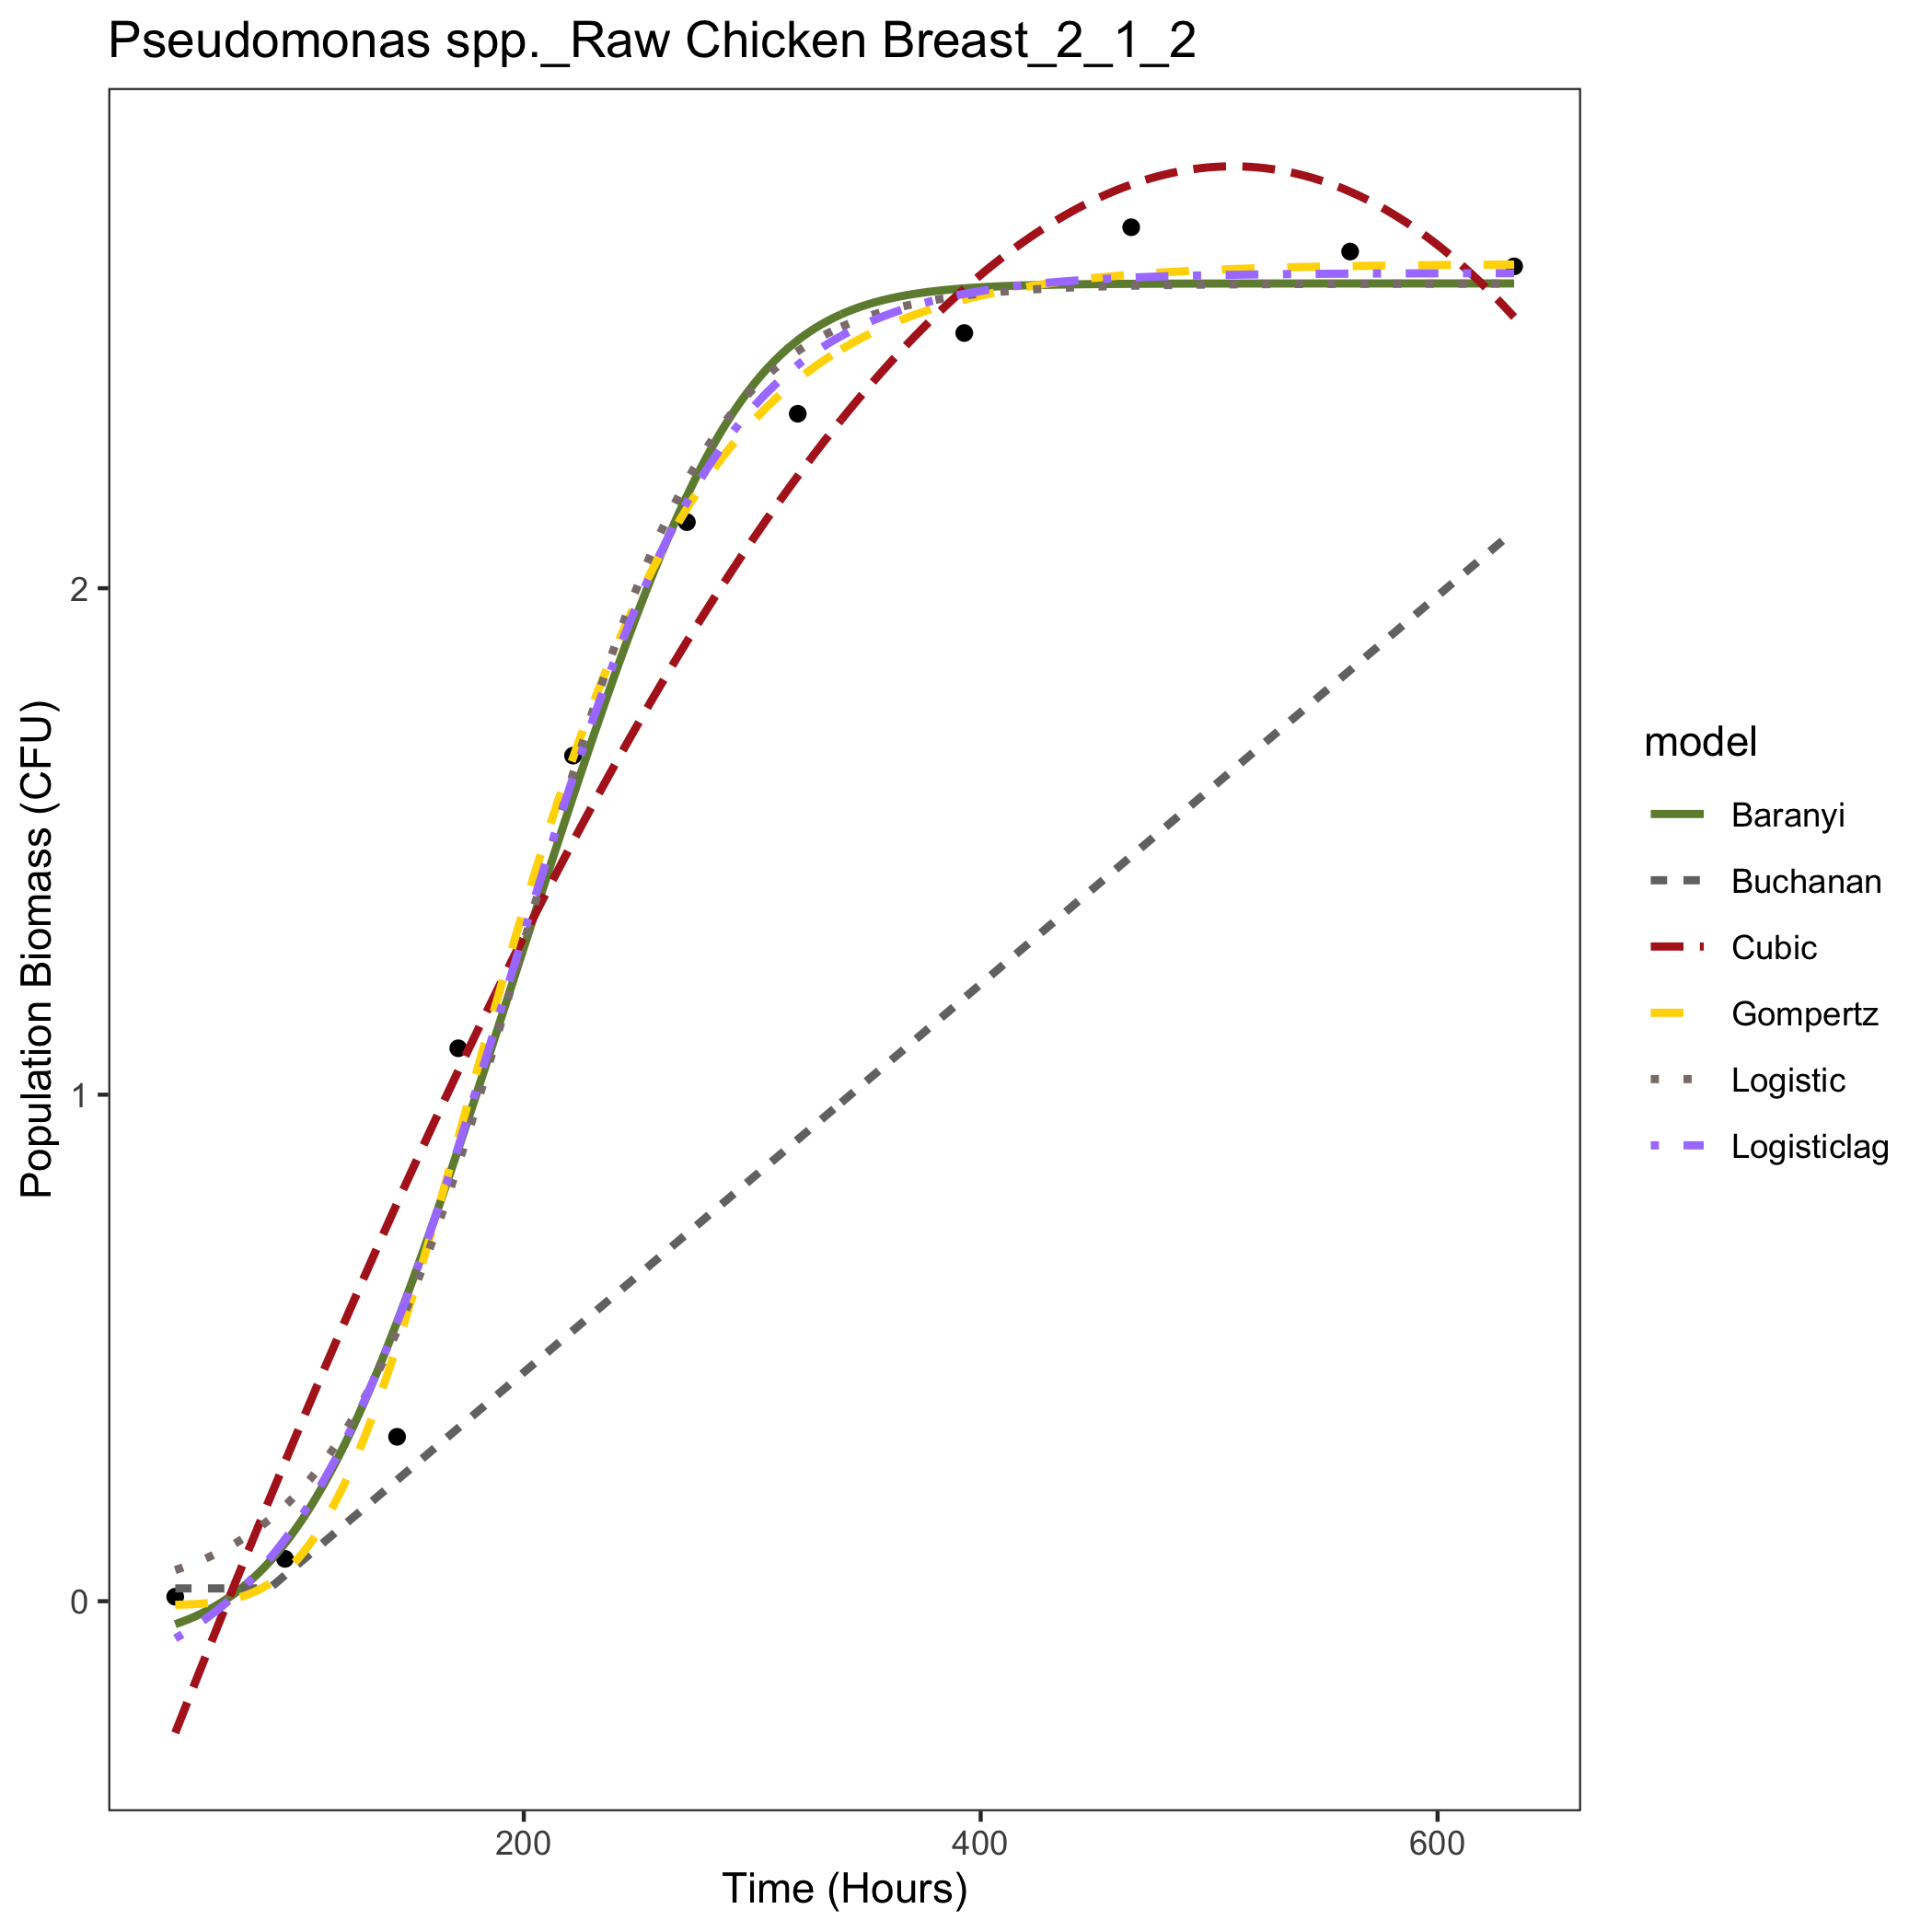 Pseudomonas spp._Raw Chicken Breast_2_1_2
Population Biomass (CFU)
2
1
0
200 400 600
Time (Hours)
model
Baranyi
Buchanan
Cubic
Gompertz
Logistic
Logisticlag